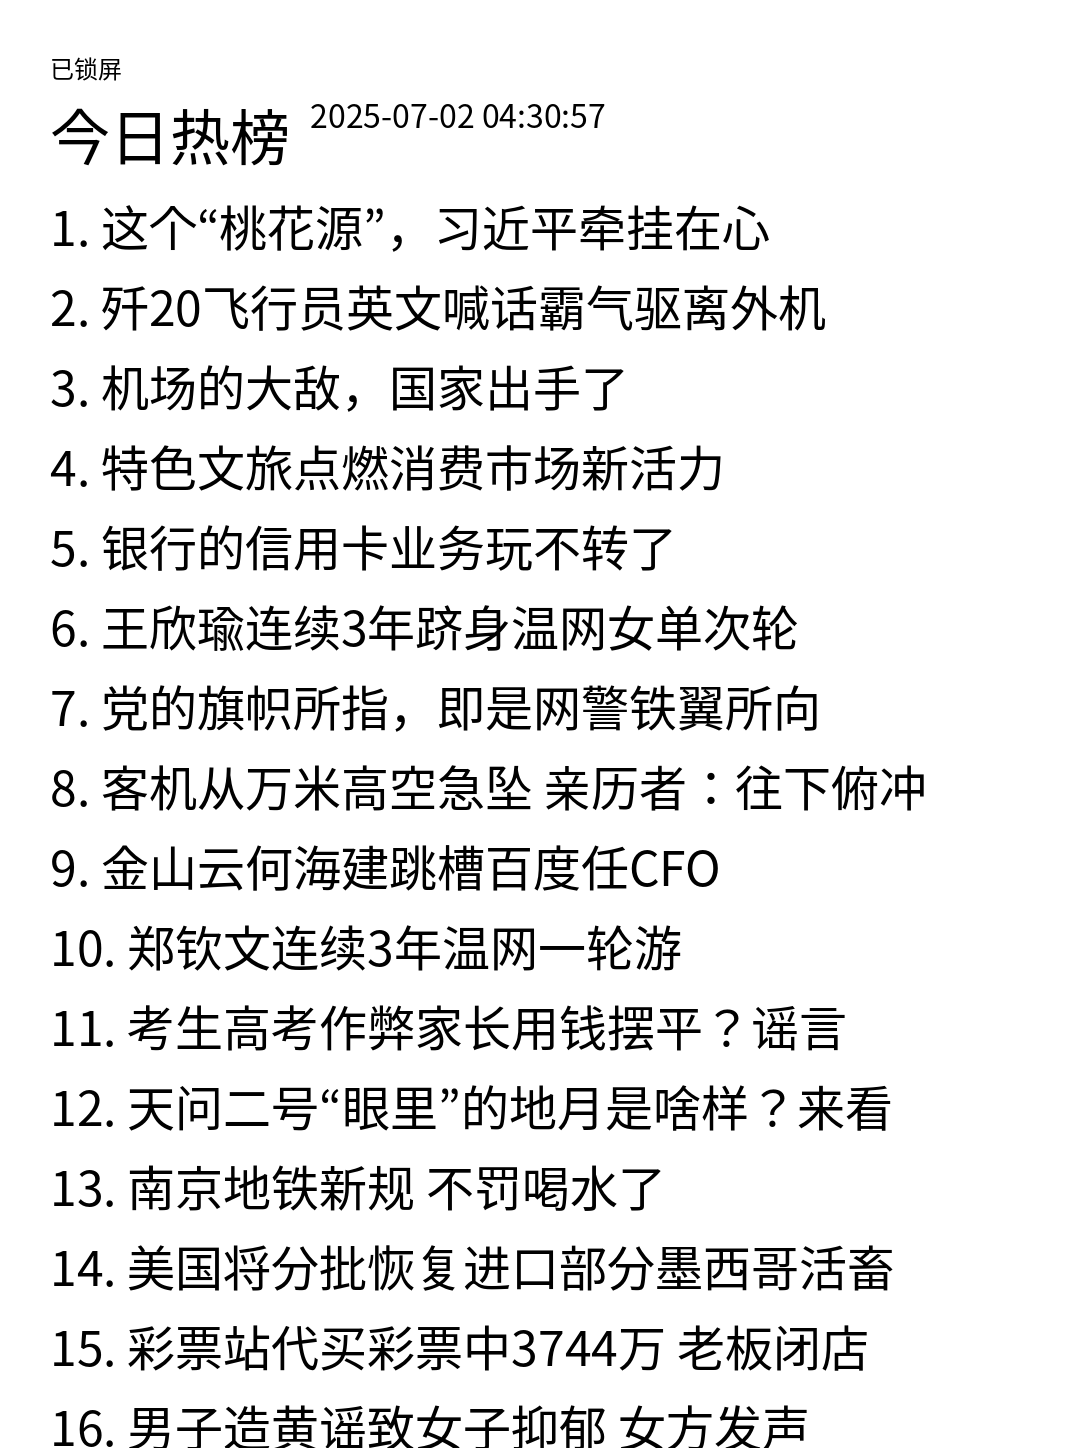 已锁屏
今日热榜 2025-07-02 04:30:57
1. 这个“桃花源”，习近平牵挂在心
2. 歼20飞行员英文喊话霸气驱离外机
3. 机场的大敌，国家出手了
4. 特色文旅点燃消费市场新活力
5. 银行的信用卡业务玩不转了
6. 王欣瑜连续3年跻身温网女单次轮
7. 党的旗帜所指，即是网警铁翼所向
8. 客机从万米高空急坠 亲历者：往下俯冲
9. 金山云何海建跳槽百度任CFO
10. 郑钦文连续3年温网一轮游
11. 考生高考作弊家长用钱摆平？谣言
12. 天问二号“眼里”的地月是啥样？来看
13. 南京地铁新规 不罚喝水了
14. 美国将分批恢复进口部分墨西哥活畜
15. 彩票站代买彩票中3744万 老板闭店
16. 男子造黄谣致女子抑郁 女方发声